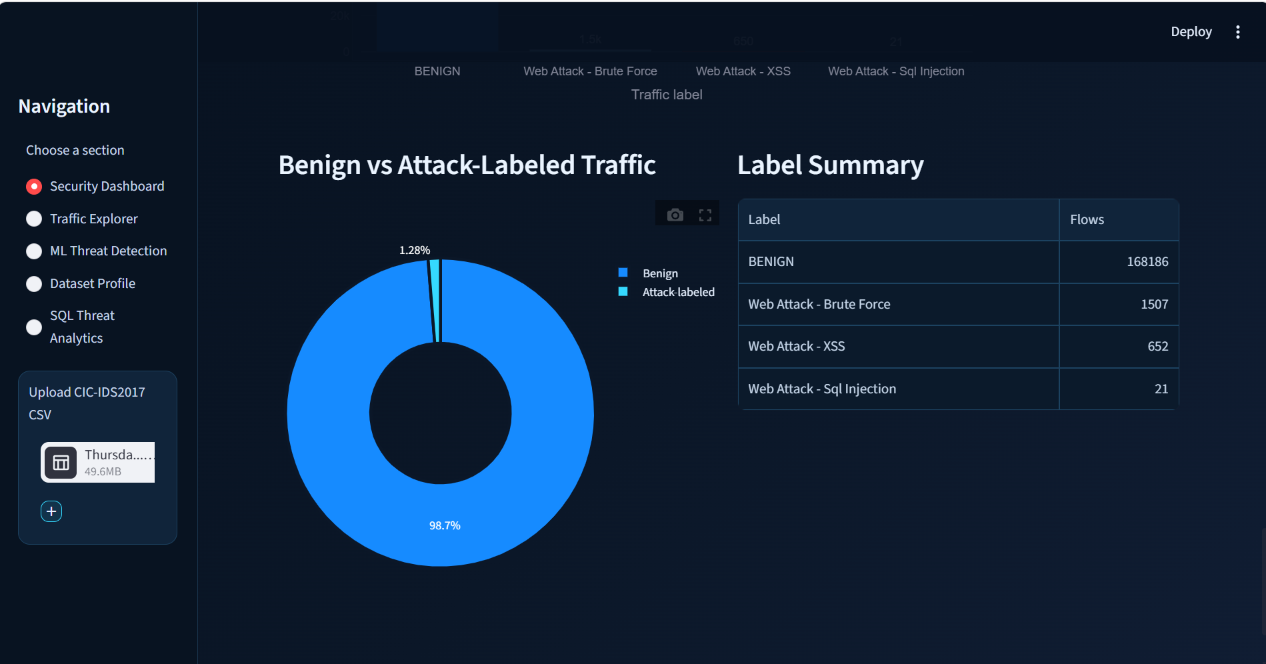 Deploy
BENIGN
Web Attack - Brute Force
Web Attack - XSS
Web Attack - Sql Injection
Traffic label
Navigation
Choose a section
Security Dashboard
Traffic Explorer
ML Threat Detection
Dataset Profile
SQL Threat
Analytics
Upload CIC-IDS2017
CSV
Thursda......
49.6MB
Benign vs Attack-Labeled Traffic
1.28%
98.7%
Benign
Attack-labeled
Label Summary
Label Flows
BENIGN 168186
Web Attack - Brute Force 1507
Web Attack - XSS 652
Web Attack - Sql Injection 21